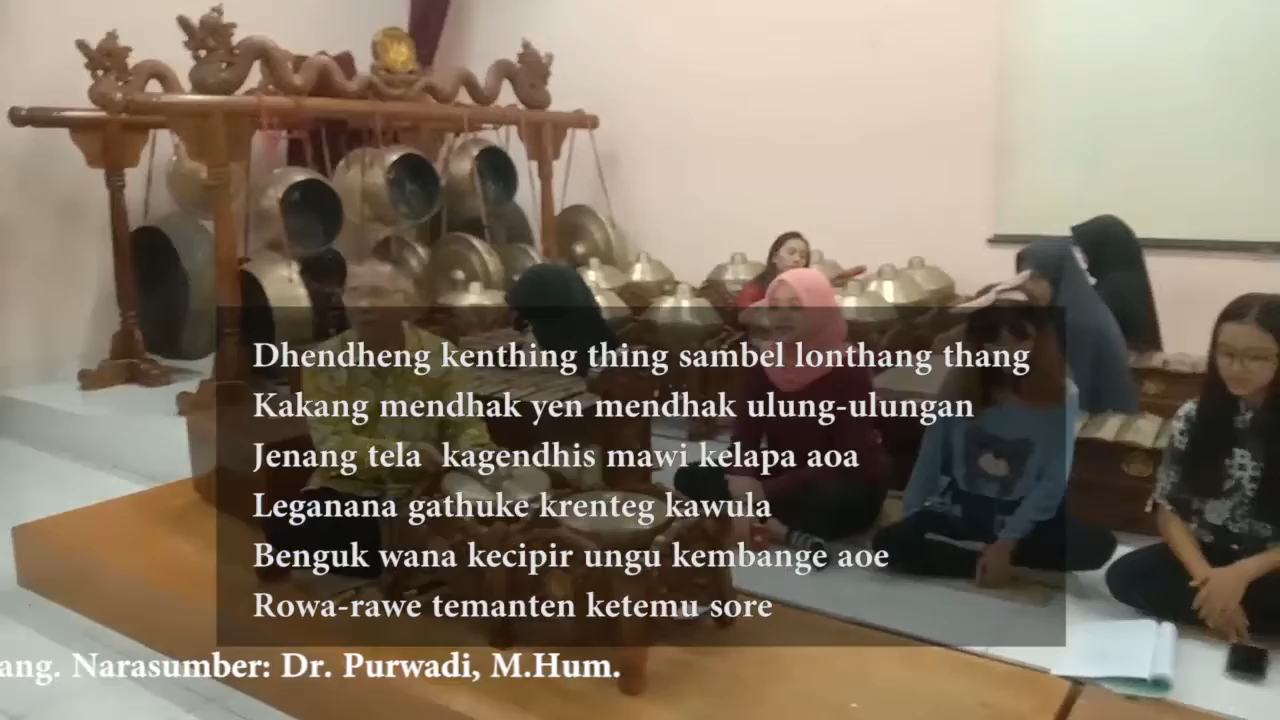 Dhendheng kenthing thing sambel lonthang thang
Kakang mendhak yen mendhak ulung-ulungan
Jenang tela kagendhis mawi kelapa aoa
Leganana gathuke krenteg kawula
Benguk wana kecipir ungu kembange aoe
Rowa-rawe temanten ketemu sore
ang. Narasumber: Dr. Purwadi, M.Hum.